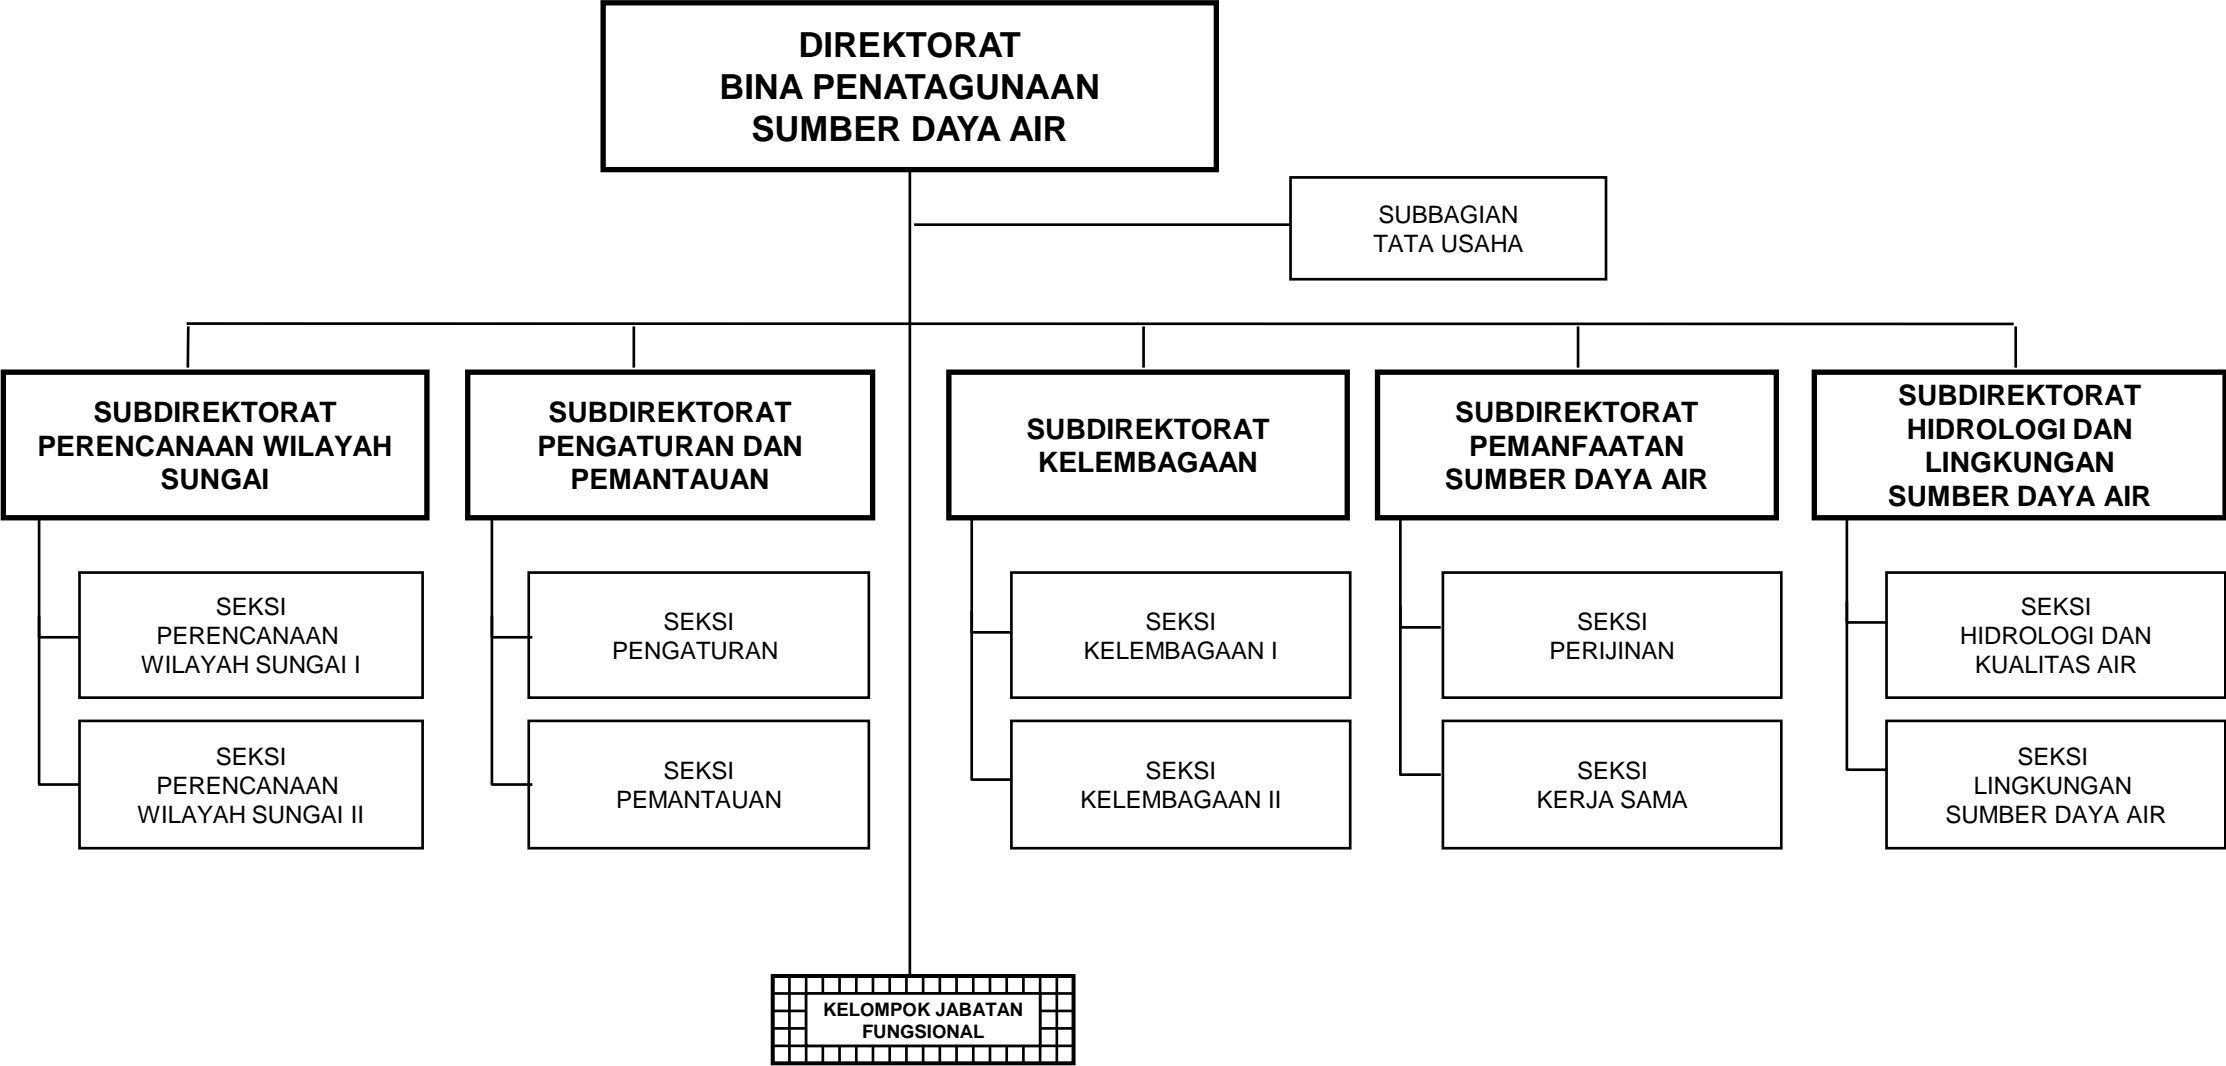 DIREKTORAT
BINA PENATAGUNAAN
SUMBER DAYA AIR
SUBBAGIAN
TATA USAHA
SUBDIREKTORAT
PERENCANAAN WILAYAH
SUNGAI
SUBDIREKTORAT
PENGATURAN DAN
PEMANTAUAN
SUBDIREKTORAT
KELEMBAGAAN
SUBDIREKTORAT
PEMANFAATAN
SUMBER DAYA AIR
SUBDIREKTORAT
HIDROLOGI DAN
LINGKUNGAN
SUMBER DAYA AIR
SEKSI
PERENCANAAN
WILAYAH SUNGAI I
SEKSI
PENGATURAN
SEKSI
KELEMBAGAAN I
SEKSI
PERIJINAN
SEKSI
HIDROLOGI DAN
KUALITAS AIR
SEKSI
PERENCANAAN
WILAYAH SUNGAI II
SEKSI
PEMANTAUAN
SEKSI
KELEMBAGAAN II
SEKSI
KERJA SAMA
SEKSI
LINGKUNGAN
SUMBER DAYA AIR
KELOMPOK JABATAN
FUNGSIONAL